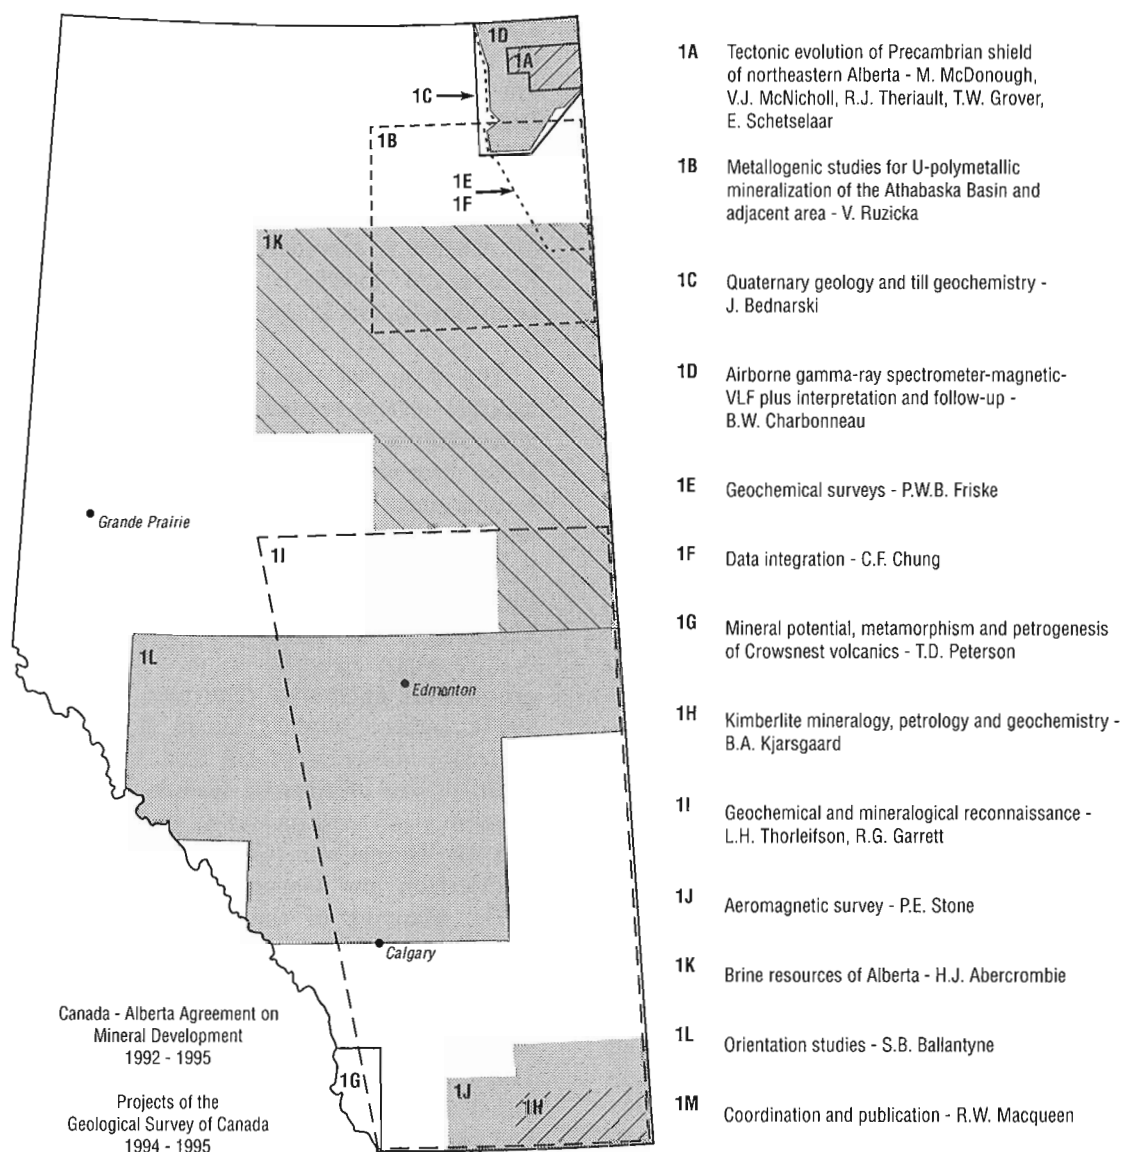 1D
1A
1C
1B
1E
1F
1K
Grande Prairie
1I
1L
Edmonton
Calgary
Canada - Alberta Agreement on
Mineral Development
1992 - 1995
Projects of the
Geological Survey of Canada
1994 - 1995
1G
1J
1H
1A Tectonic evolution of Precambrian shield
of northeastern Alberta - M. McDonough,
V.J. McNicholl, R.J. Theriault, T.W. Grover,
E. Schetselaar
1B Metallogenic studies for U-polymetallic
mineralization of the Athabaska Basin and
adjacent area - V. Ruzicka
1C Quaternary geology and till geochemistry -
J. Bednarski
1D Airborne gamma-ray spectrometer-magnetic-
VLF plus interpretation and follow-up -
B.W. Charbonneau
1E Geochemical surveys - P.W.B. Friske
1F Data integration - C.F. Chung
1G Mineral potential, metamorphism and petrogenesis
of Crowsnest volcanics - T.D. Peterson
1H Kimberlite mineralogy, petrology and geochemistry -
B.A. Kjarsgaard
1I Geochemical and mineralogical reconnaissance -
L.H. Thorleifson, R.G. Garrett
1J Aeromagnetic survey - P.E. Stone
1K Brine resources of Alberta - H.J. Abercrombie
1L Orientation studies - S.B. Ballantyne
1M Coordination and publication - R.W. Macqueen